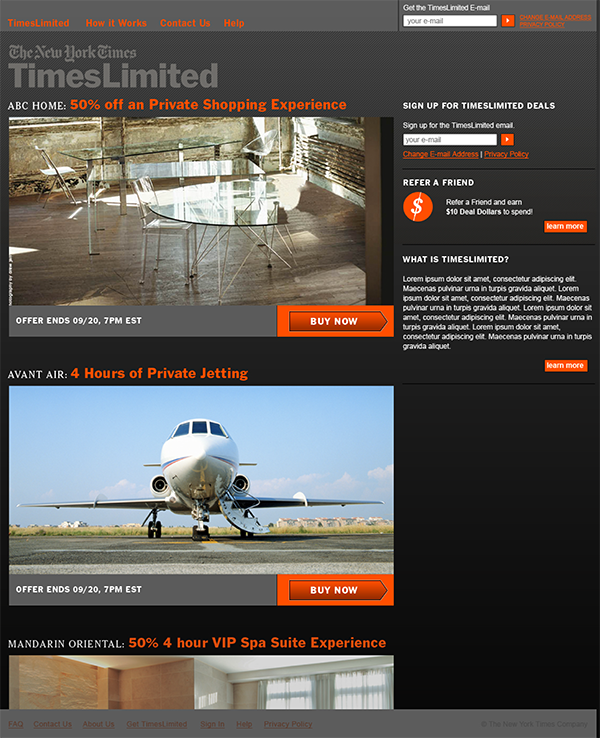 Get the TimesLimited E-mail
TimesLimited How it Works Contact Us Help
your e-mail
CHANGE E-MAIL ADDRESS
PRIVACY POLICY
The New York Times
TimesLimited
ABC HOME: 50% off an Private Shopping Experience
OFFER ENDS 09/20, 7PM EST
BUY NOW
AVANT AIR: 4 Hours of Private Jetting
OFFER ENDS 09/20, 7PM EST
BUY NOW
MANDARIN ORIENTAL: 50% 4 hour VIP Spa Suite Experience
SIGN UP FOR TIMESLIMITED DEALS
Sign up for the TimesLimited email.
your e-mail
Change E-mail Address | Privacy Policy
REFER A FRIEND
$
Refer a Friend and earn
$10 Deal Dollars to spend!
learn more
WHAT IS TIMESLIMITED?
Lorem ipsum dolor sit amet, consectetur adipiscing elit.
Maecenas pulvinar urna in turpis gravida aliquet. Lorem
ipsum dolor sit amet, consectetur adipiscing elit.
Maecenas pulvinar urna in turpis gravida aliquet. Lorem
ipsum dolor sit amet, consectetur adipiscing elit.
Maecenas pulvinar urna in turpis gravida aliquet. urna in
turpis gravida aliquet. Lorem ipsum dolor sit amet,
consectetur adipiscing elit. Maecenas pulvinar urna in turpis
gravida aliquet.
learn more
FAQ Contact Us About Us Get TimesLimited Sign In Help Privacy Policy
© The New York Times Company